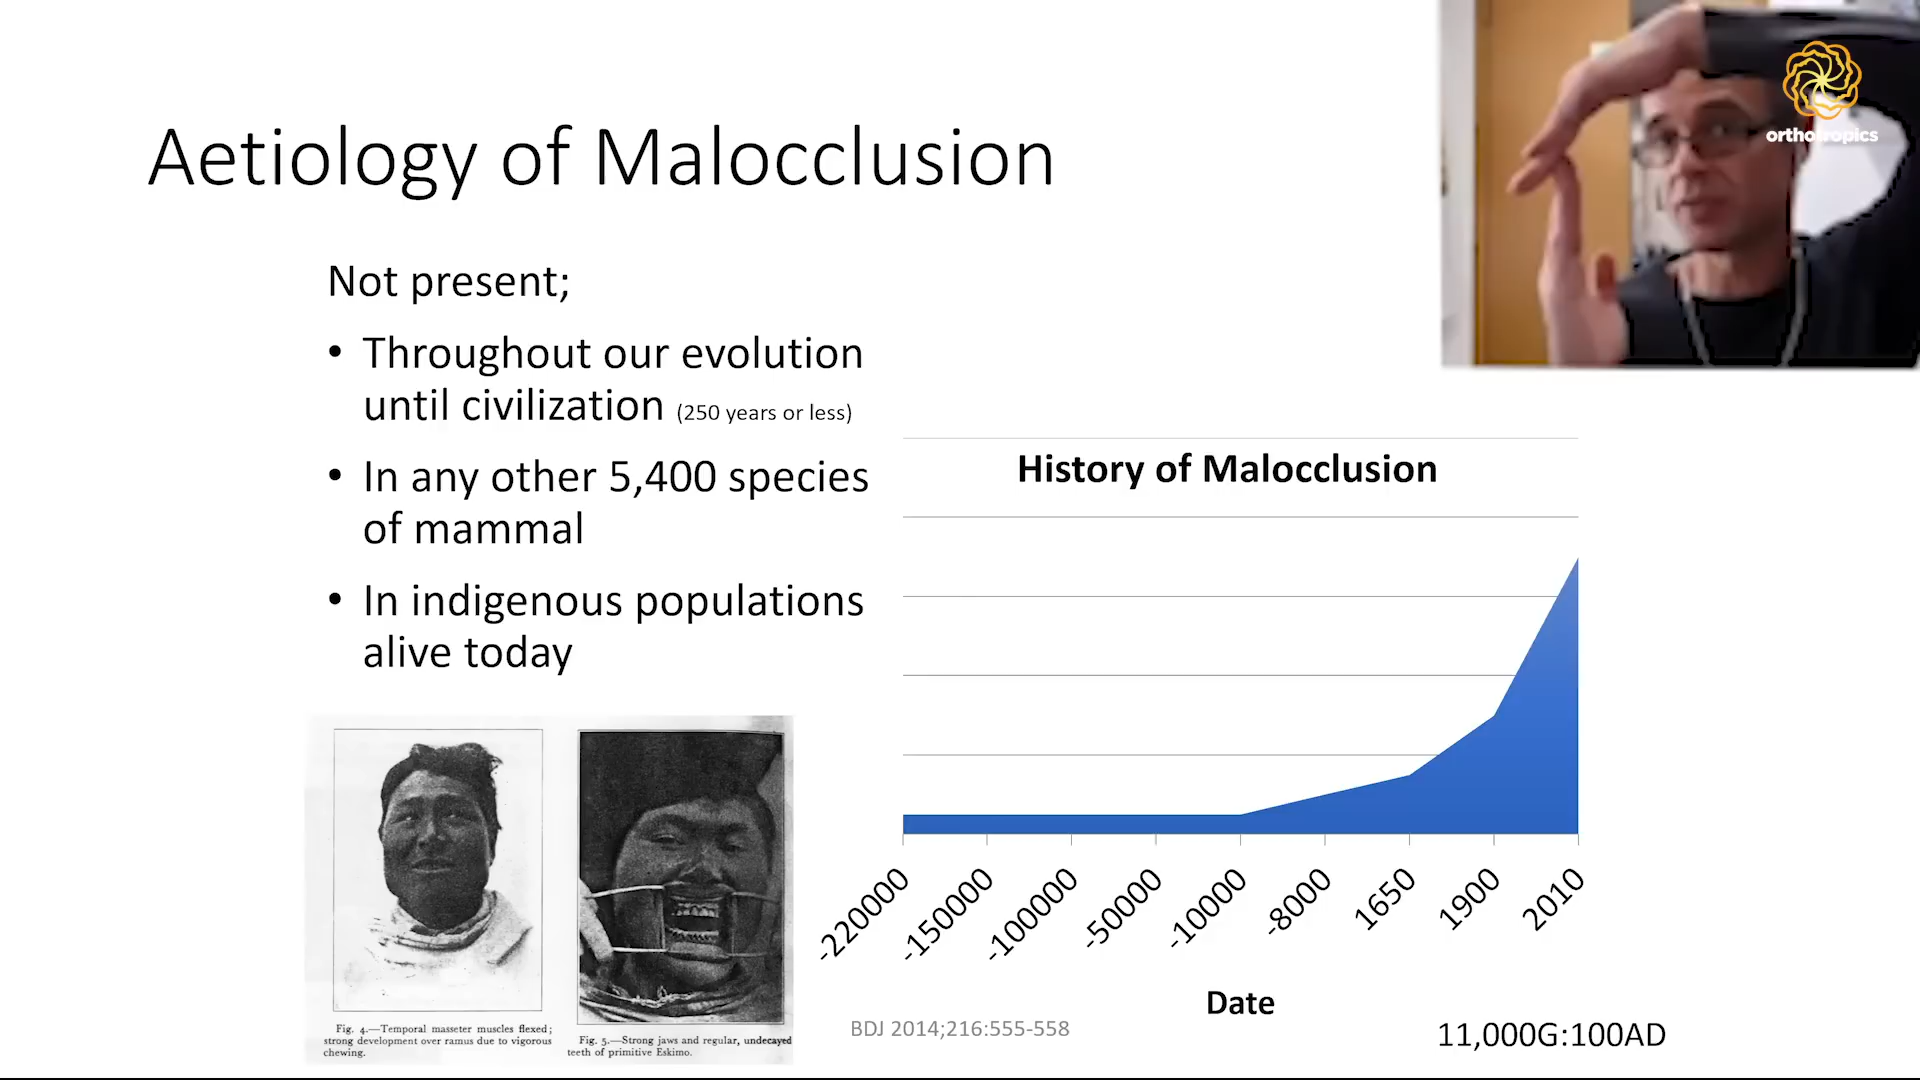 orthotropics
Aetiology of Malocclusion
Not present;
• Throughout our evolution
until civilization (250 years or less)
• In any other 5,400 species
of mammal
• In indigenous populations
alive today
History of Malocclusion
-220000
-150000
-100000
-50000
-10000
-8000
1650
1900
2010
Date
Fig. 4.—Temporal masseter muscles flexed;
strong development over ramus due to vigorous
chewing.
Fig. 5.—Strong jaws and regular, undecayed
teeth of primitive Eskimo.
BDJ 2014;216:555-558
11,000G:100AD